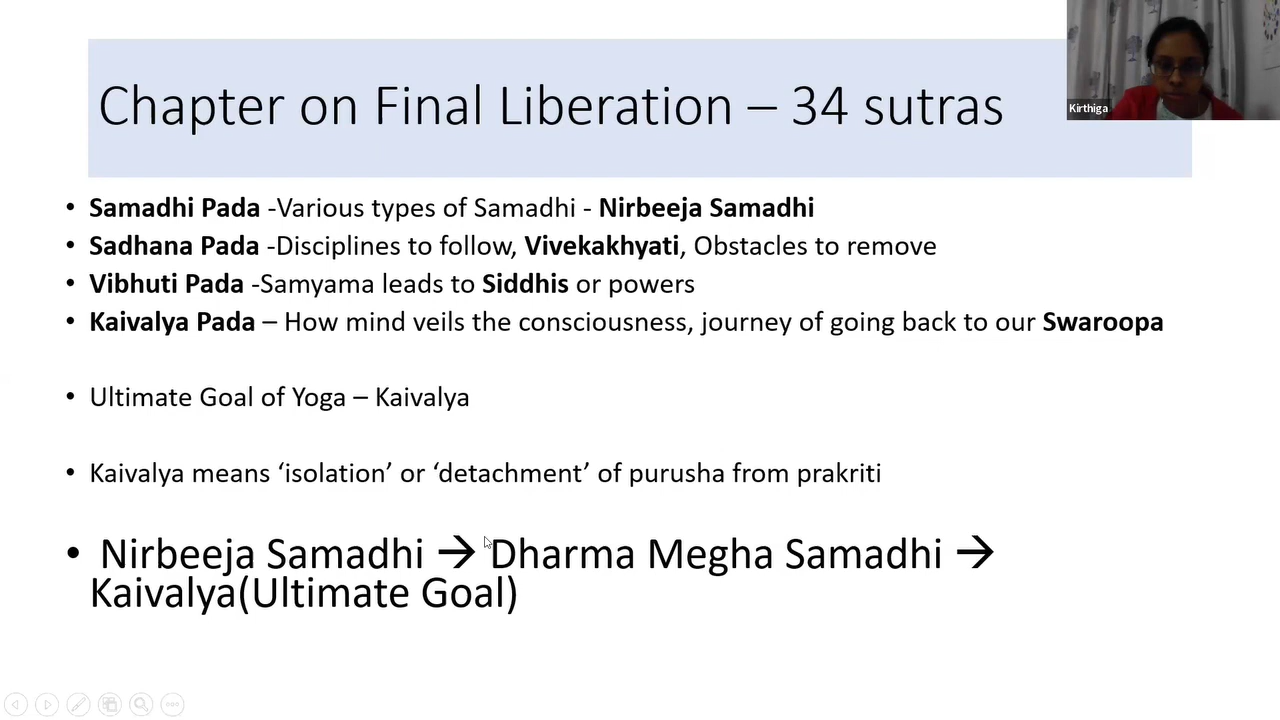 Chapter on Final Liberation – 34 sutras
Kirthiga
• Samadhi Pada -Various types of Samadhi - Nirbeeja Samadhi
• Sadhana Pada -Disciplines to follow, Vivekakhyati, Obstacles to remove
• Vibhuti Pada -Samyama leads to Siddhis or powers
• Kaivalya Pada – How mind veils the consciousness, journey of going back to our Swaroopa
• Ultimate Goal of Yoga – Kaivalya
• Kaivalya means ‘isolation’ or ‘detachment’ of purusha from prakriti
• Nirbeeja Samadhi → Dharma Megha Samadhi →
Kaivalya(Ultimate Goal)